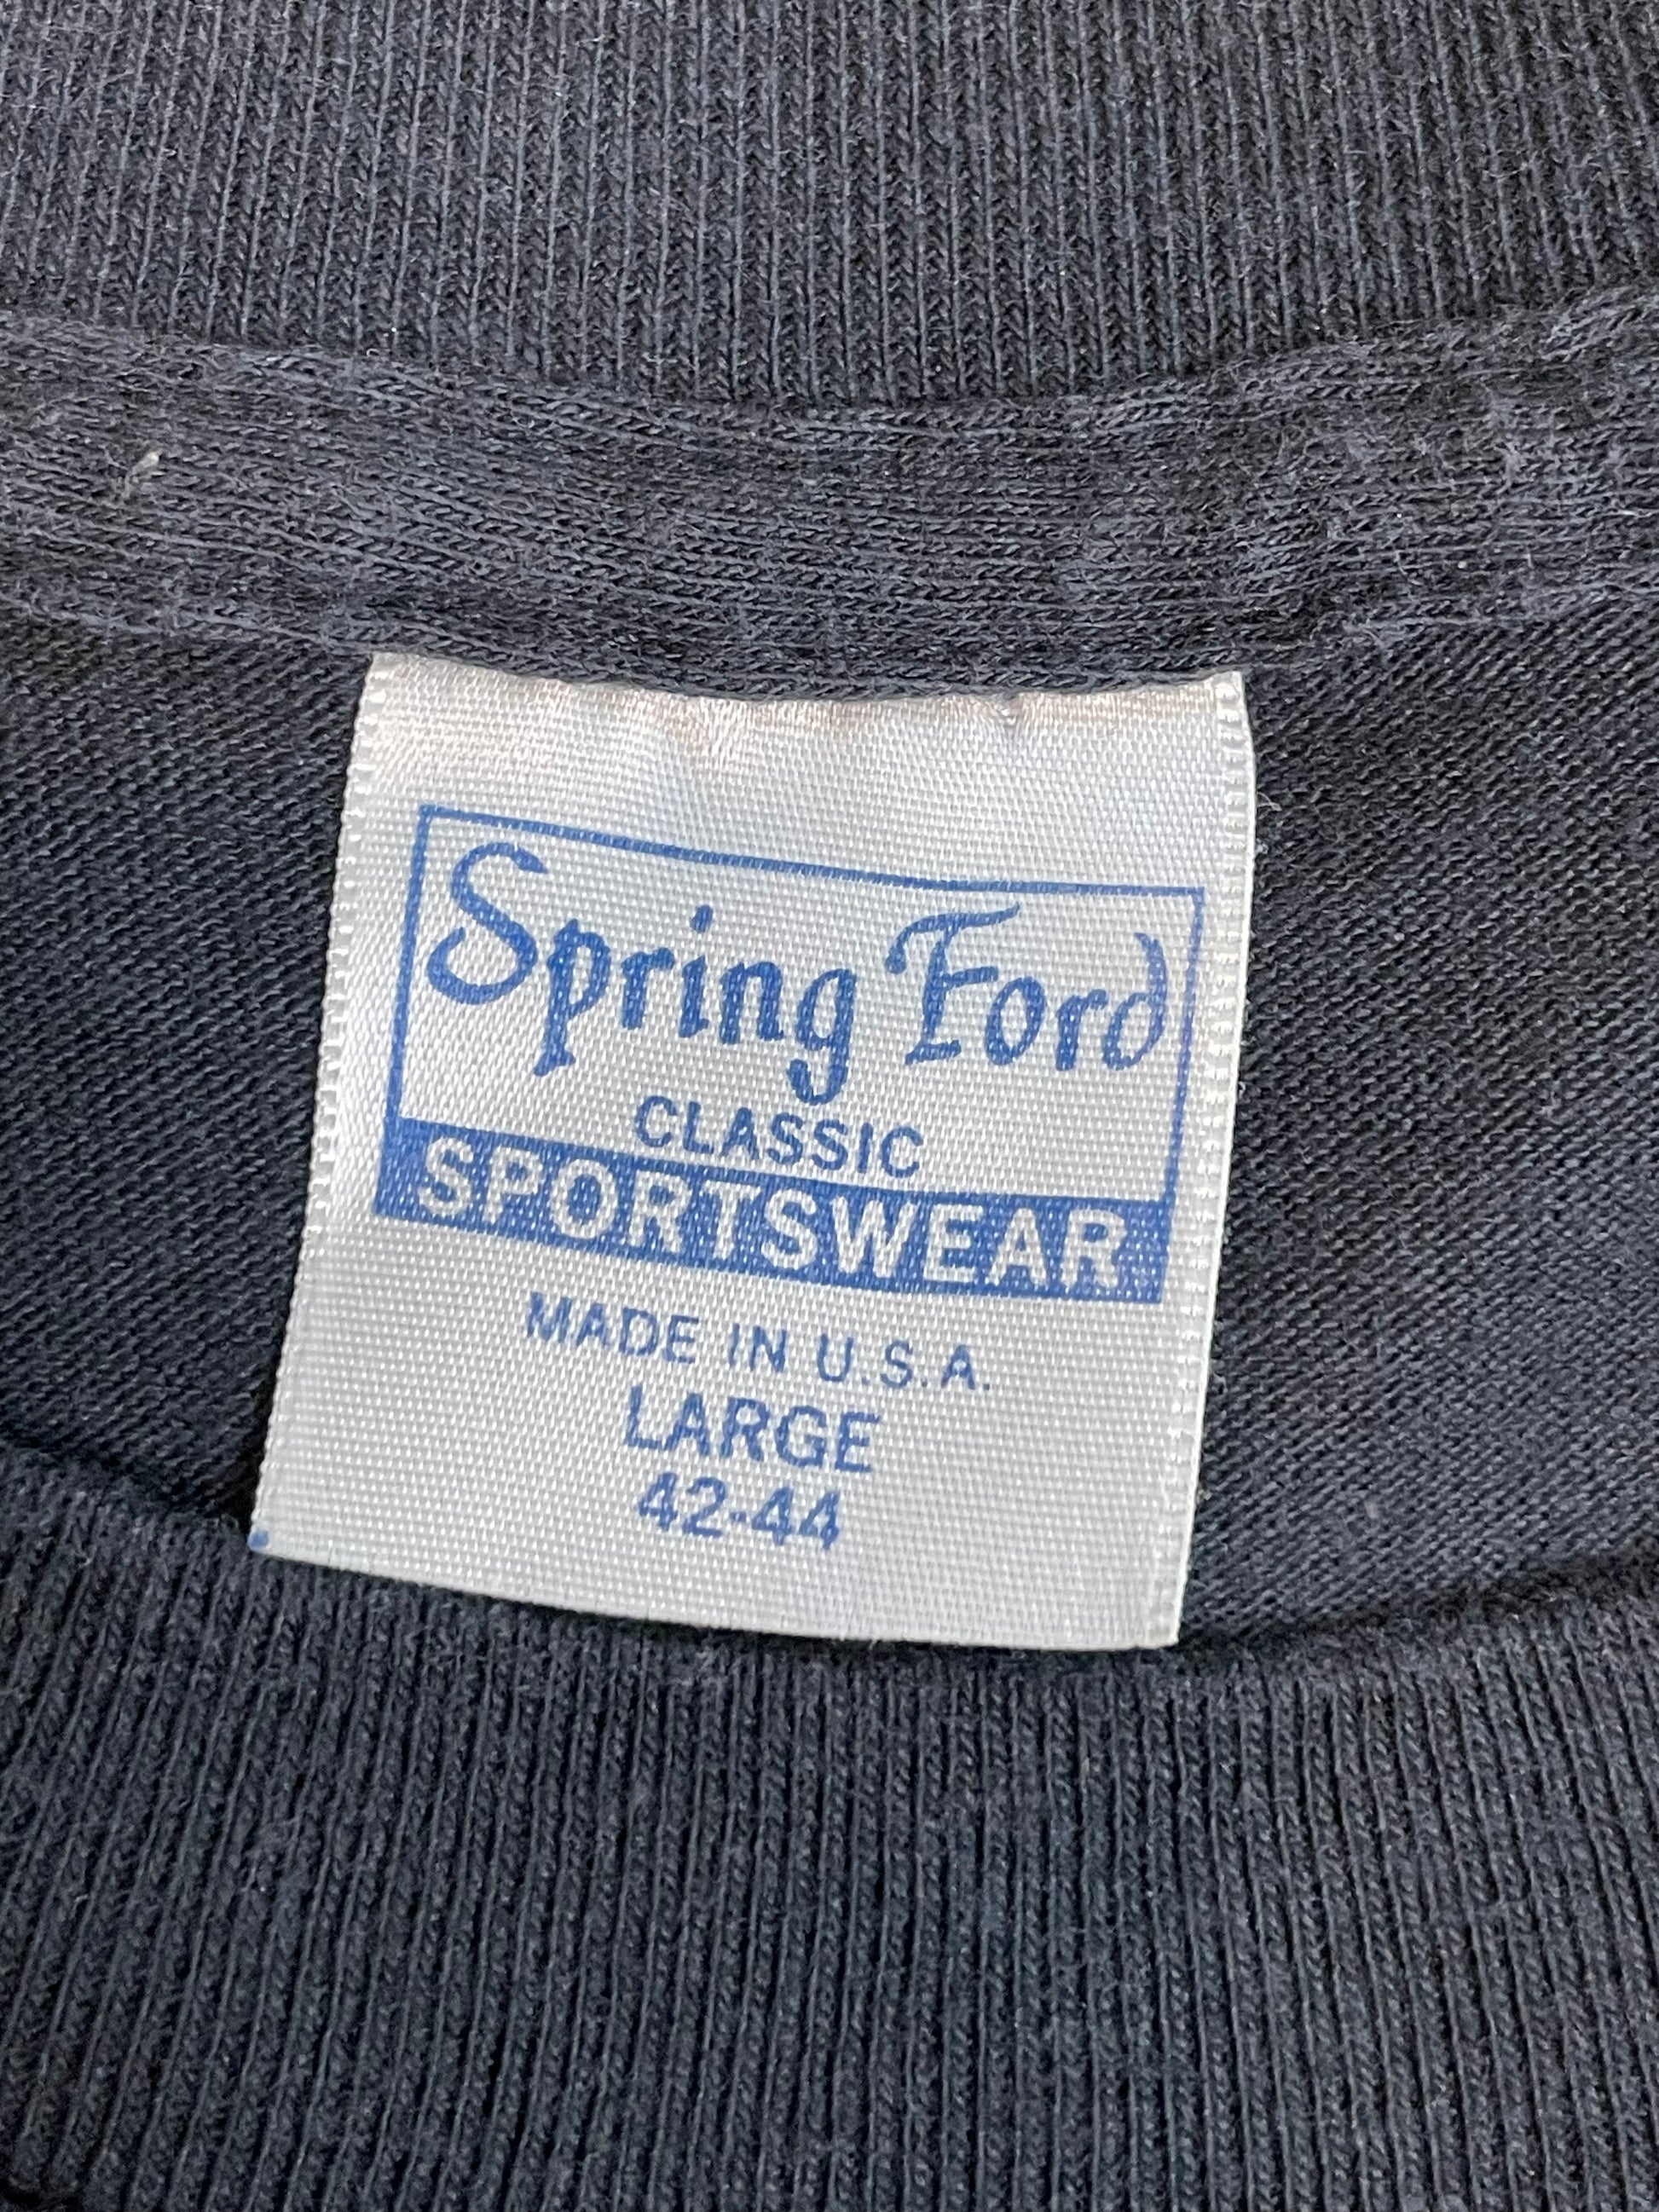 Spring Ford
CLASSIC
SPORTSWEAR
MADE IN U.S.A.
LARGE
42-44